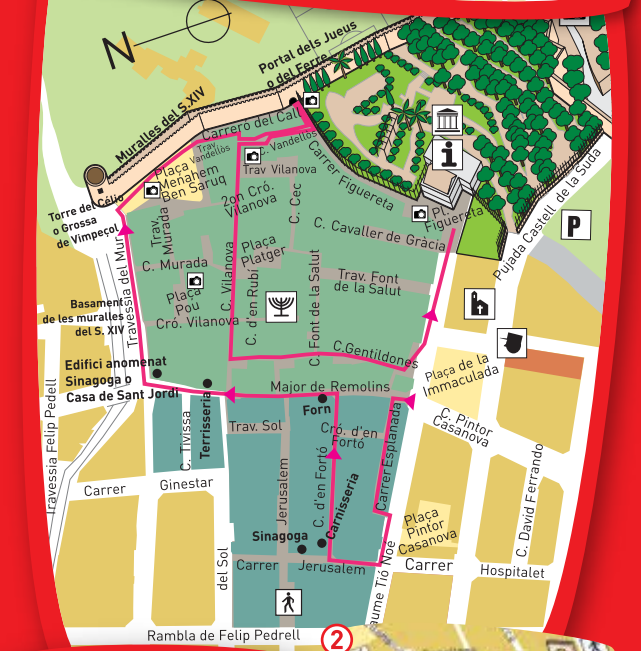 N
Portal dels Jueus
o del Ferre
Muralles del S.XIV
Carreró del Call
Trav.
Vandellòs
C. Vandellòs
Plaça
Menahem
Ben Saruq
Trav Vilanova
Carrer Figuereta
i
Torre del Célio
o Grossa
de Vimpeçol
2on Cró.
Vilanova
C. Cec
Pl.
Figuereta
Pujada Castell de la Suda
P
Trav.
Murada
C. Cavaller de Gràcia
Plaça
Platger
C. Murada
Travessia del Mur
C. Vilanova
C. d'en Rubí
C. Font de la Salut
Trav. Font
de la Salut
Plaça
Pou
Cró. Vilanova
Basament
de les muralles
del S. XIV
C.Gentildones
Edifici anomenat
Sinagoga o
Casa de Sant Jordi
Plaça de la
Immaculada
Major de Remolins
Forn
Travessia Felip Pedell
C. Tivissa
Terrisseria
Trav. Sol
Cró. d'en
Fortó
Carrer Esplanada
C. Pintor
Casanova
Jerusalem
C. d'en Fortó
Carnisseria
C. David Ferrando
Carrer
Ginestar
Plaça
Pintor
Casanova
Sinagoga
del Sol
Carrer
Jerusalem
Jaume Tió Noe
Carrer
Hospitalet
Rambla de Felip Pedrell
2